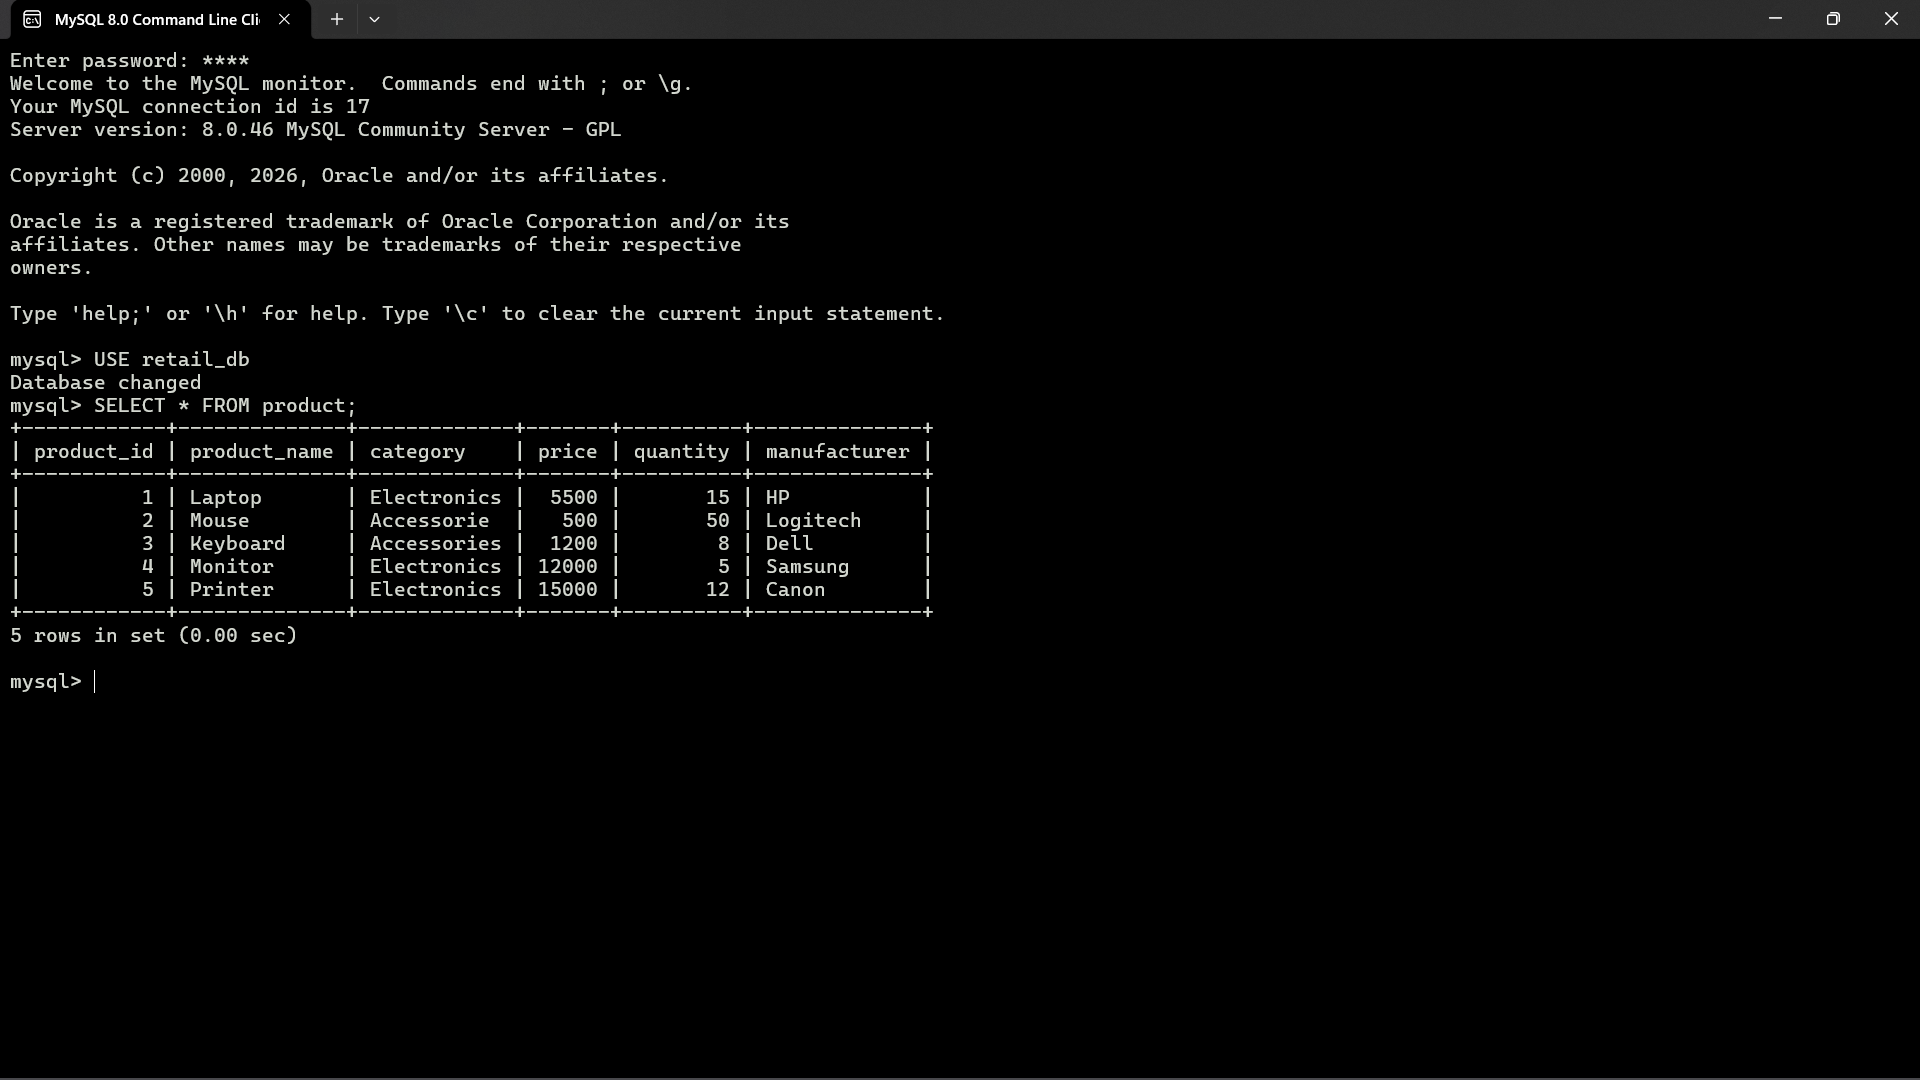 MySQL 8.0 Command Line Cli
Enter password: ****
Welcome to the MySQL monitor.  Commands end with ; or \g.
Your MySQL connection id is 17
Server version: 8.0.46 MySQL Community Server - GPL

Copyright (c) 2000, 2026, Oracle and/or its affiliates.

Oracle is a registered trademark of Oracle Corporation and/or its
affiliates. Other names may be trademarks of their respective
owners.

Type 'help;' or '\h' for help. Type '\c' to clear the current input statement.

mysql> USE retail_db
Database changed
mysql> SELECT * FROM product;
+------------+--------------+-------------+-------+----------+--------------+
| product_id | product_name | category    | price | quantity | manufacturer |
+------------+--------------+-------------+-------+----------+--------------+
|          1 | Laptop       | Electronics |  5500 |       15 | HP           |
|          2 | Mouse        | Accessorie  |   500 |       50 | Logitech     |
|          3 | Keyboard     | Accessories |  1200 |        8 | Dell         |
|          4 | Monitor      | Electronics | 12000 |        5 | Samsung      |
|          5 | Printer      | Electronics | 15000 |       12 | Canon        |
+------------+--------------+-------------+-------+----------+--------------+
5 rows in set (0.00 sec)

mysql>